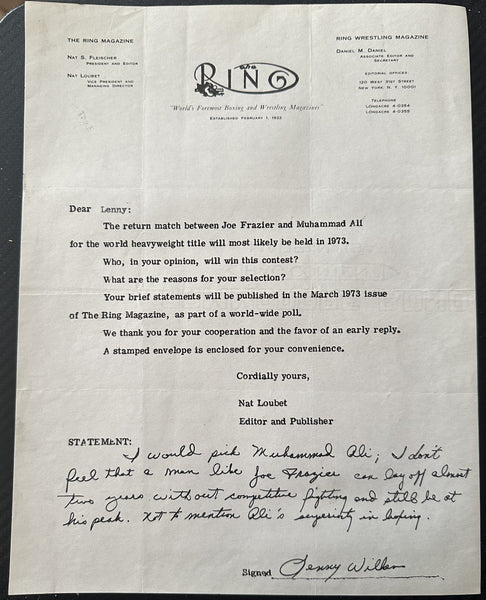 THE RING MAGAZINE
NAT S. FLEISCHER
PRESIDENT AND EDITOR
NAT LOUBET
VICE PRESIDENT AND
MANAGING DIRECTOR
The RING
"World's Foremost Boxing and Wrestling Magazines"
ESTABLISHED FEBRUARY 1, 1922
RING WRESTLING MAGAZINE
DANIEL M. DANIEL
ASSOCIATE EDITOR AND
SECRETARY
EDITORIAL OFFICES
120 WEST 31ST STREET
NEW YORK, N. Y. 10001
TELEPHONE
LONGACRE 4-0354
LONGACRE 4-0355
Dear Lenny:
The return match between Joe Frazier and Muhammad Ali
for the world heavyweight title will most likely be held in 1973.
Who, in your opinion, will win this contest?
What are the reasons for your selection?
Your brief statements will be published in the March 1973 issue
of The Ring Magazine, as part of a world-wide poll.
We thank you for your cooperation and the favor of an early reply.
A stamped envelope is enclosed for your convenience.
Cordially yours,
Nat Loubet
Editor and Publisher
STATEMENT:
I would pick Muhammad Ali; I don't
feel that a man like Joe Frazier can lay off almost
two years without competitive fighting and still be at
his peak. Not to mention Ali's in boxing.
Signed Lenny Wilkens